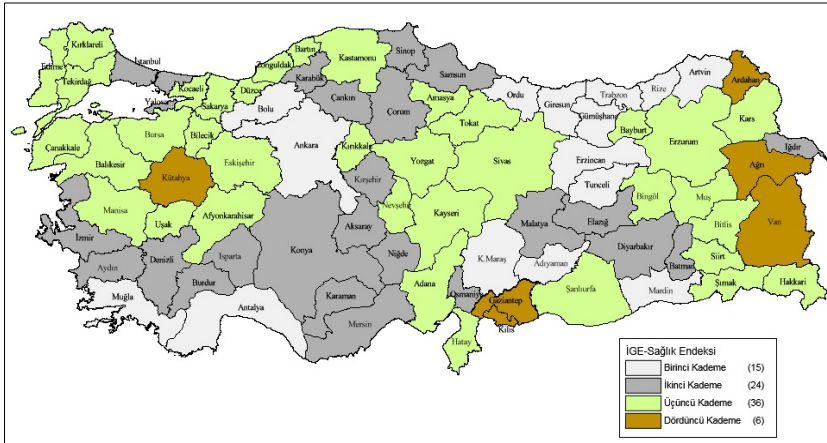 Kırklareli
Edirne
Tekirdağ
İstanbul
Yalova
Kocaeli
Sakarya
Düzce
Zonguldak
Bartın
Karabük
Kastamonu
Sinop
Samsun
Çankırı
Çorum
Amasya
Tokat
Ordu
Giresun
Trabzon
Gümüşhane
Rize
Artvin
Ardahan
Kars
Bayburt
Erzurum
Iğdır
Ağrı
Bolu
Ankara
Kırıkkale
Çanakkale
Balıkesir
Bursa
Bilecik
Eskişehir
Kütahya
Manisa
Uşak
Afyonkarahisar
Kırşehir
Yozgat
Sivas
Erzincan
Tunceli
Bingöl
Muş
Bitlis
Van
Nevşehir
Kayseri
Malatya
Elazığ
Diyarbakır
Batman
Siirt
Şırnak
Hakkari
İzmir
Aydın
Denizli
Isparta
Burdur
Muğla
Antalya
Konya
Aksaray
Niğde
Karaman
Mersin
Adana
Osmaniye
K.Maraş
Adıyaman
Gaziantep
Kilis
Hatay
Şanlıurfa
Mardin
İGE-Sağlık Endeksi
Birinci Kademe (15)
İkinci Kademe (24)
Üçüncü Kademe (36)
Dördüncü Kademe (6)